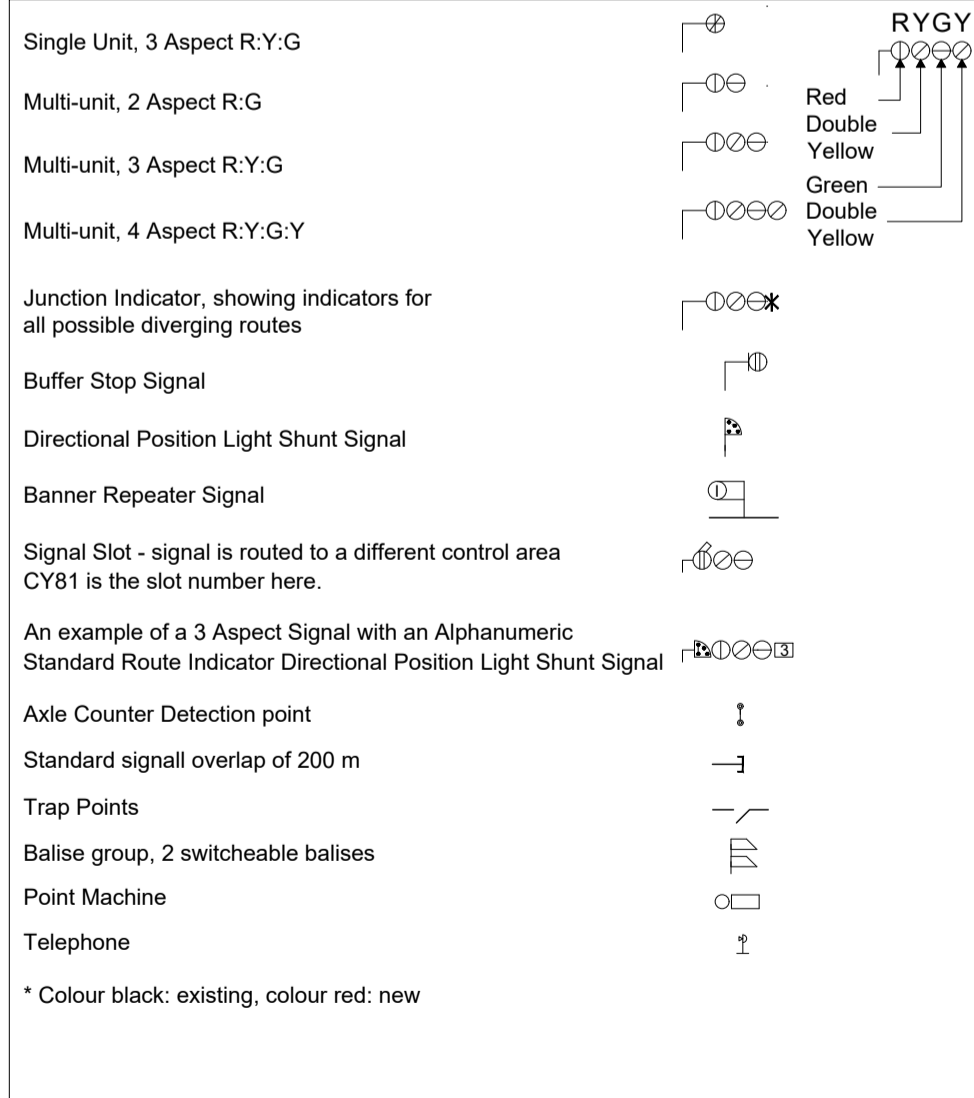 Single Unit, 3 Aspect R:Y:G
RYGY
Multi-unit, 2 Aspect R:G
Red
Double
Yellow
Multi-unit, 3 Aspect R:Y:G
Green
Double
Yellow
Multi-unit, 4 Aspect R:Y:G:Y
Junction Indicator, showing indicators for
all possible diverging routes
Buffer Stop Signal
Directional Position Light Shunt Signal
Banner Repeater Signal
Signal Slot - signal is routed to a different control area
CY81 is the slot number here.
An example of a 3 Aspect Signal with an Alphanumeric
Standard Route Indicator Directional Position Light Shunt Signal
3
Axle Counter Detection point
Standard signall overlap of 200 m
Trap Points
Balise group, 2 switcheable balises
Point Machine
Telephone
* Colour black: existing, colour red: new